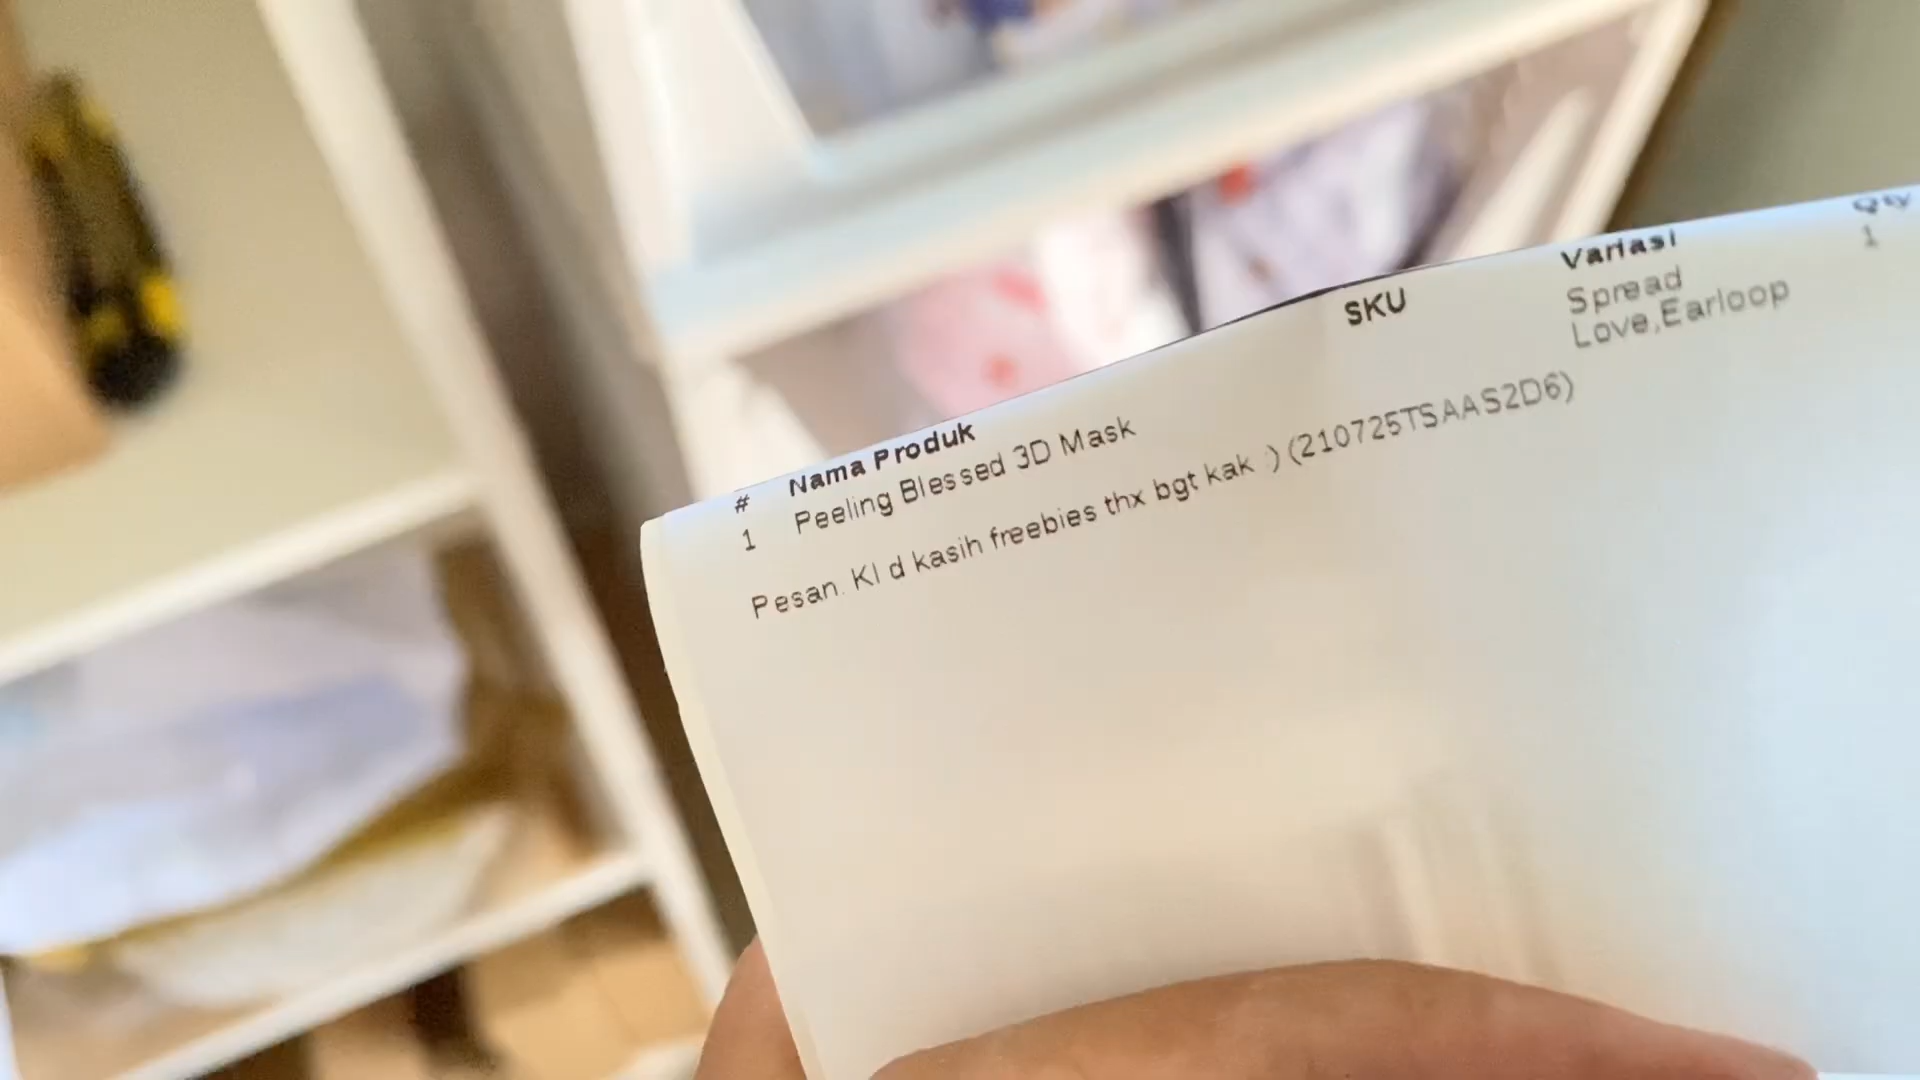 # Nama Produk SKU Variasi Qty
1 Peeling Blessed 3D Mask Spread 1
Love,Earloop
Pesan. Kl d kasih freebies thx bgt kak :) (210725TSAAS2D6)